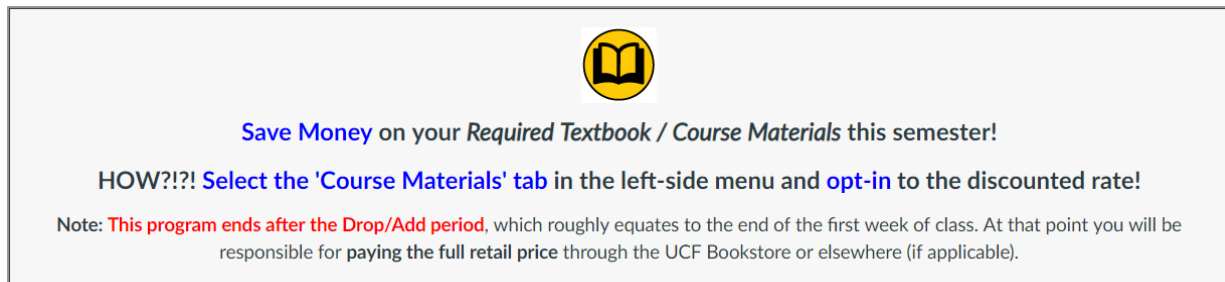 Save Money on your Required Textbook / Course Materials this semester!
HOW?!?! Select the 'Course Materials' tab in the left-side menu and opt-in to the discounted rate!
Note: This program ends after the Drop/Add period, which roughly equates to the end of the first week of class. At that point you will be
responsible for paying the full retail price through the UCF Bookstore or elsewhere (if applicable).